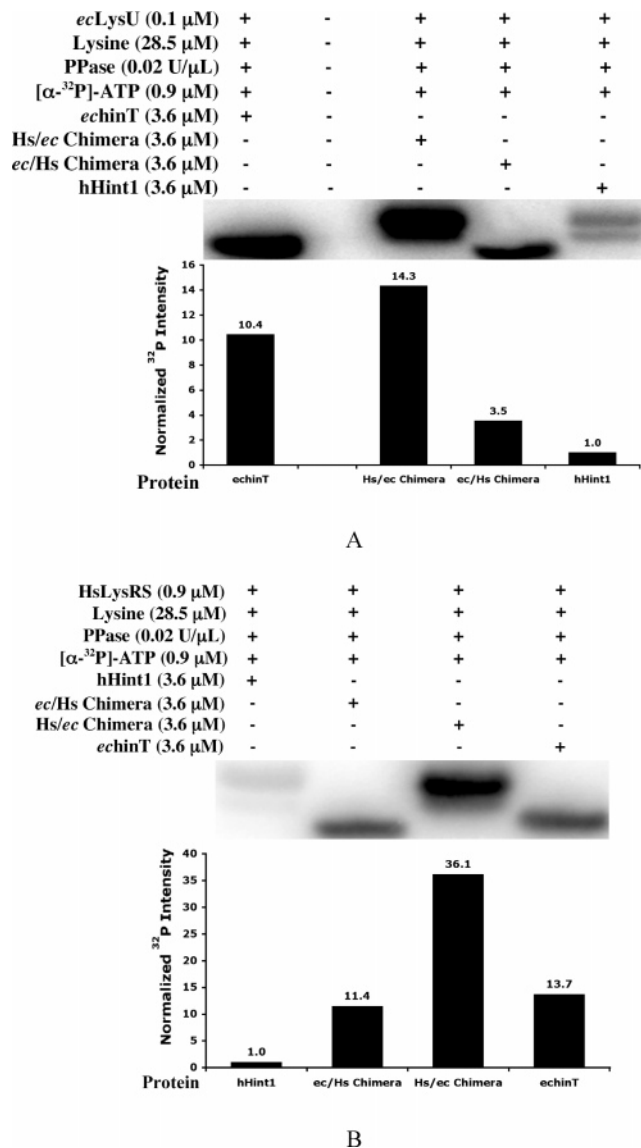 ecLysU (0.1 μM) + - + + +
Lysine (28.5 μM) + - + + +
PPase (0.02 U/μL) + - + + +
[α-³²P]-ATP (0.9 μM) + - + + +
echinT (3.6 μM) + - - - -
Hs/ec Chimera (3.6 μM) - - + - -
ec/Hs Chimera (3.6 μM) - - - + -
hHint1 (3.6 μM) - - - - +
Normalized ³²P Intensity
16
14
12
10
8
6
4
2
0
10.4
14.3
3.5
1.0
Protein echinT Hs/ec Chimera ec/Hs Chimera hHint1
A
HsLysRS (0.9 μM) + + + +
Lysine (28.5 μM) + + + +
PPase (0.02 U/μL) + + + +
[α-³²P]-ATP (0.9 μM) + + + +
hHint1 (3.6 μM) + - - -
ec/Hs Chimera (3.6 μM) - + - -
Hs/ec Chimera (3.6 μM) - - + -
echinT (3.6 μM) - - - +
Normalized ³²P Intensity
40
35
30
25
20
15
10
5
0
1.0
11.4
36.1
13.7
Protein hHint1 ec/Hs Chimera Hs/ec Chimera echinT
B